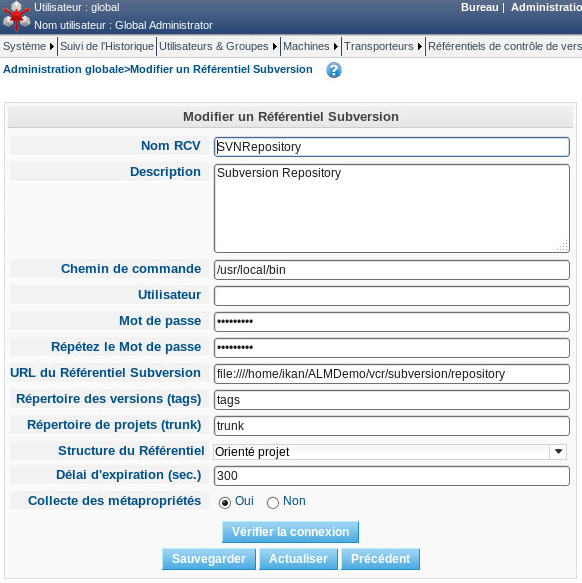 Utilisateur : global
Bureau | Administratio
Nom utilisateur : Global Administrator
Système Suivi de l'Historique Utilisateurs & Groupes Machines Transporteurs Référentiels de contrôle de vers
Administration globale>Modifier un Référentiel Subversion ?
Modifier un Référentiel Subversion
Nom RCV SVNRepository
Description Subversion Repository
Chemin de commande /usr/local/bin
Utilisateur
Mot de passe •••••••••
Répétez le Mot de passe •••••••••
URL du Référentiel Subversion file:////home/ikan/ALMDemo/vcr/subversion/repository
Répertoire des versions (tags) tags
Répertoire de projets (trunk) trunk
Structure du Référentiel Orienté projet
Délai d'expiration (sec.) 300
Collecte des métapropriétés Oui Non
Vérifier la connexion
Sauvegarder Actualiser Précédent